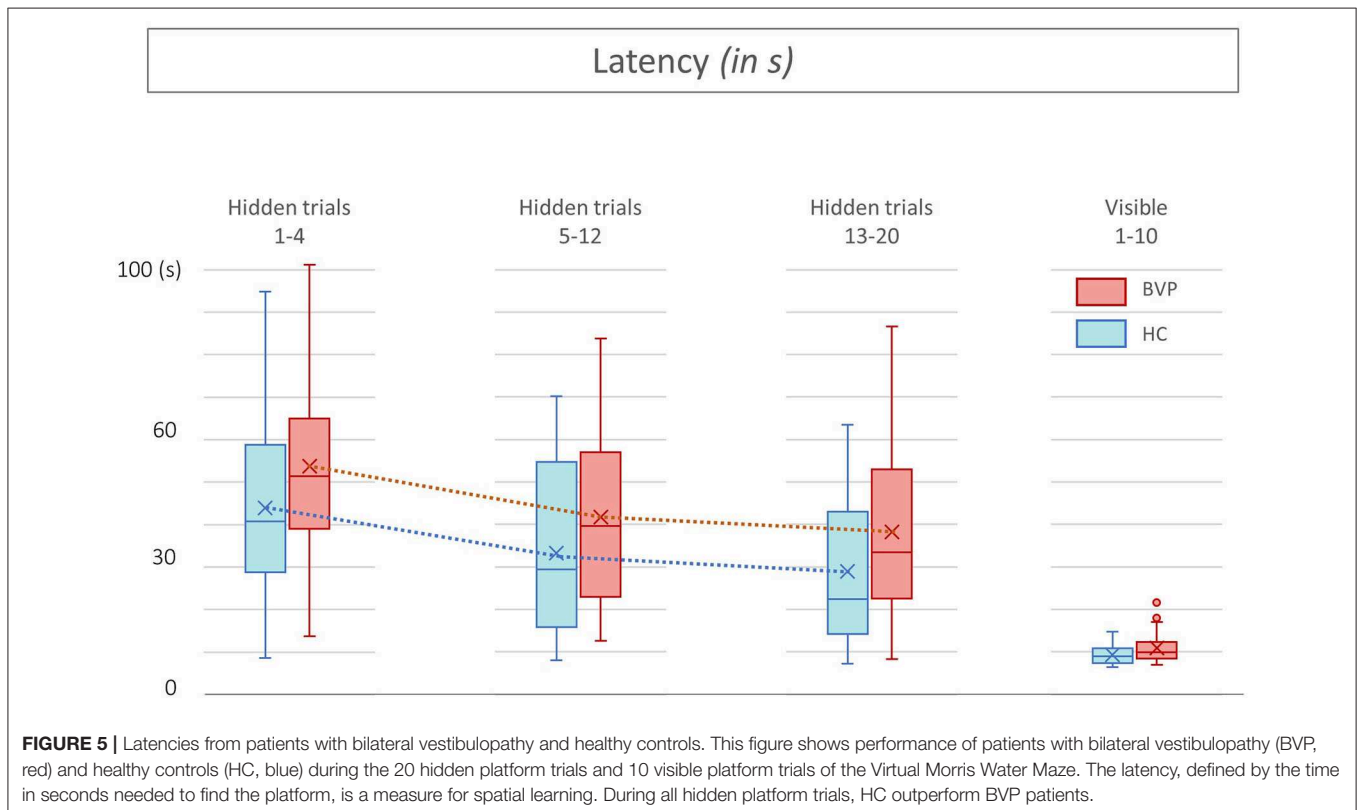 Latency (in s)
Hidden trials
1-4
Hidden trials
5-12
Hidden trials
13-20
Visible
1-10
100 (s)
60
30
0
BVP
HC
FIGURE 5 | Latencies from patients with bilateral vestibulopathy and healthy controls. This figure shows performance of patients with bilateral vestibulopathy (BVP,
red) and healthy controls (HC, blue) during the 20 hidden platform trials and 10 visible platform trials of the Virtual Morris Water Maze. The latency, defined by the time
in seconds needed to find the platform, is a measure for spatial learning. During all hidden platform trials, HC outperform BVP patients.